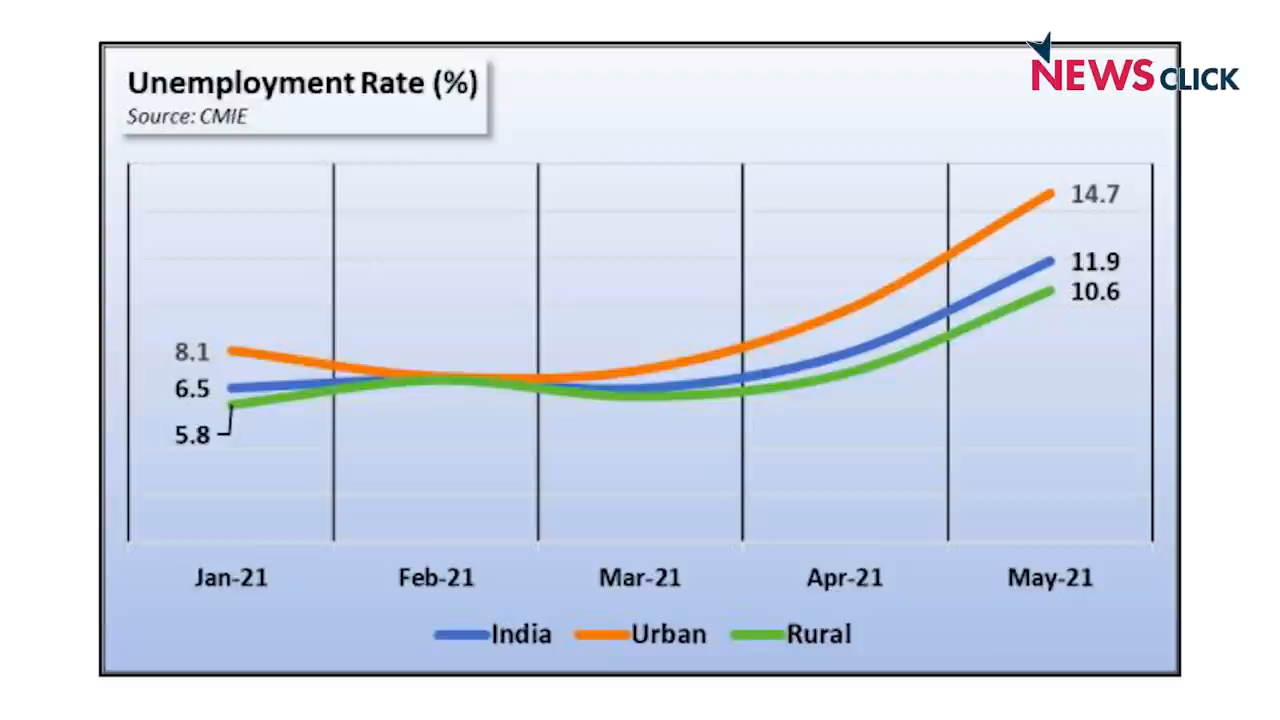 NEWSCLICK
Unemployment Rate (%)
Source: CMIE
14.7
11.9
10.6
8.1
6.5
5.8
Jan-21 Feb-21 Mar-21 Apr-21 May-21
India Urban Rural